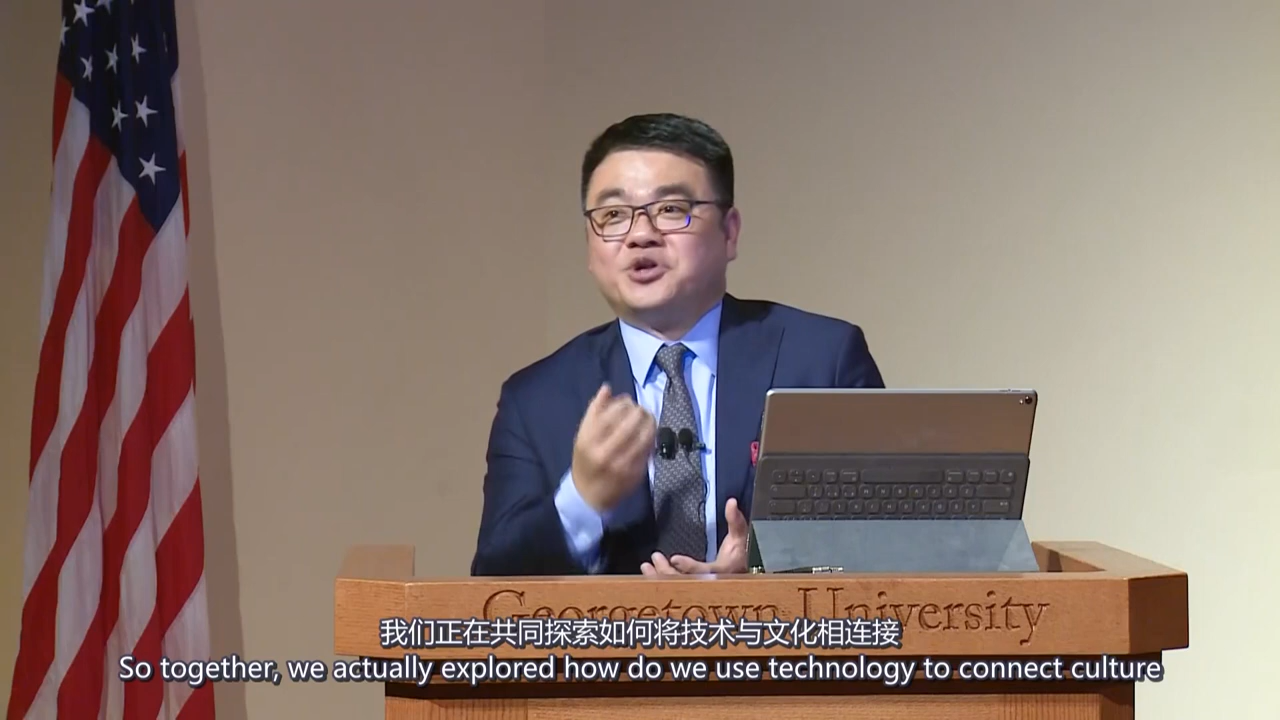 Georgetown University
我们正在共同探索如何将技术与文化相连接
So together, we actually explored how do we use technology to connect culture